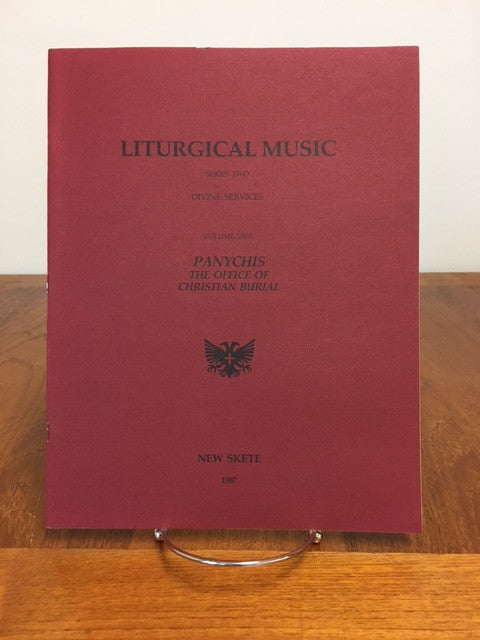 LITURGICAL MUSIC
SERIES TWO
DIVINE SERVICES
VOLUME ONE
PANYCHIS
THE OFFICE OF
CHRISTIAN BURIAL
NEW SKETE
1987